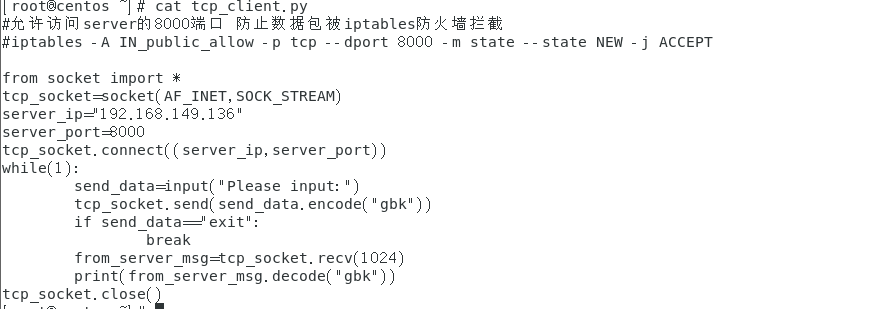 [root@centos ~]# cat tcp_client.py
#允许访问server的8000端口 防止数据包被iptables防火墙拦截
#iptables -A IN_public_allow -p tcp --dport 8000 -m state --state NEW -j ACCEPT
from socket import *
tcp_socket=socket(AF_INET,SOCK_STREAM)
server_ip="192.168.149.136"
server_port=8000
tcp_socket.connect((server_ip,server_port))
while(1):
        send_data=input("Please input:")
        tcp_socket.send(send_data.encode("gbk"))
        if send_data=="exit":
                break
        from_server_msg=tcp_socket.recv(1024)
        print(from_server_msg.decode("gbk"))
tcp_socket.close()